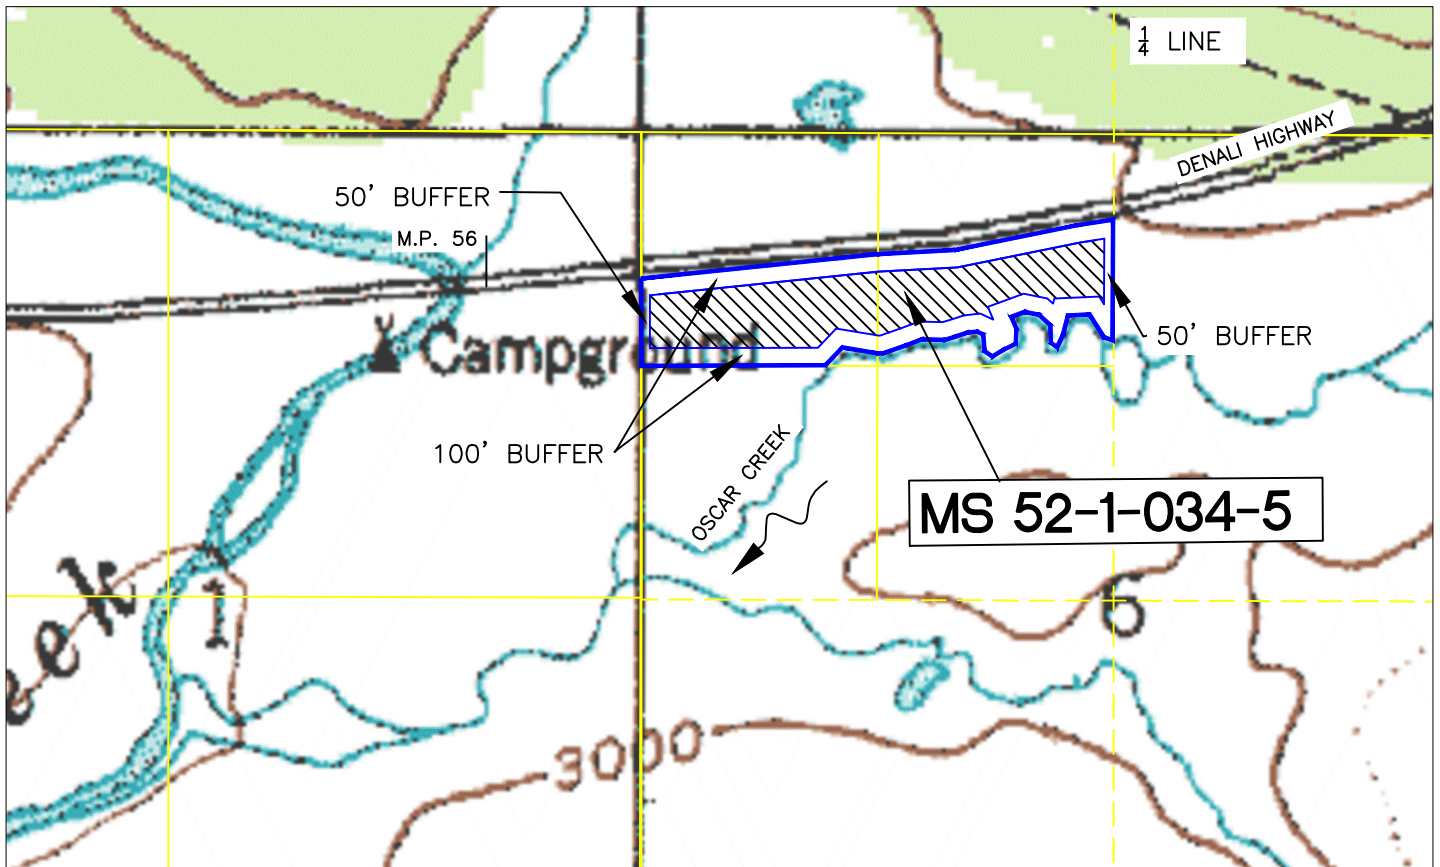 1/4 LINE
DENALI HIGHWAY
50' BUFFER
M.P. 56
Campground
50' BUFFER
100' BUFFER
OSCAR CREEK
MS 52-1-034-5
eek
1
6
3000